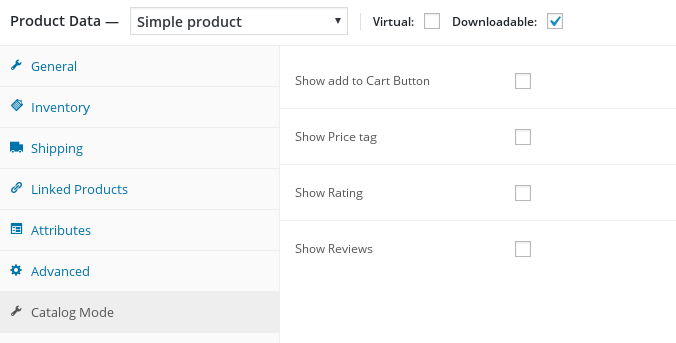 Product Data — Simple product Virtual: Downloadable:
General
Inventory
Shipping
Linked Products
Attributes
Advanced
Catalog Mode
Show add to Cart Button
Show Price tag
Show Rating
Show Reviews